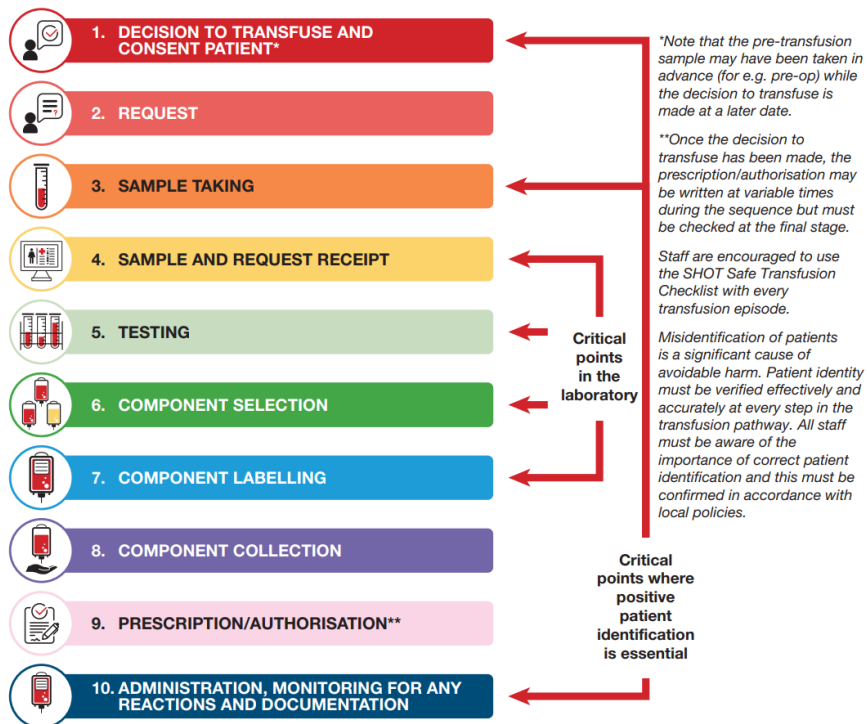 1. DECISION TO TRANSFUSE AND
CONSENT PATIENT*
2. REQUEST
3. SAMPLE TAKING
4. SAMPLE AND REQUEST RECEIPT
5. TESTING
6. COMPONENT SELECTION
7. COMPONENT LABELLING
8. COMPONENT COLLECTION
9. PRESCRIPTION/AUTHORISATION**
10. ADMINISTRATION, MONITORING FOR ANY
REACTIONS AND DOCUMENTATION
Critical
points
in the
laboratory
Critical
points where
positive
patient
identification
is essential
*Note that the pre-transfusion
sample may have been taken in
advance (for e.g. pre-op) while
the decision to transfuse is
made at a later date.
**Once the decision to
transfuse has been made, the
prescription/authorisation may
be written at variable times
during the sequence but must
be checked at the final stage.
Staff are encouraged to use
the SHOT Safe Transfusion
Checklist with every
transfusion episode.
Misidentification of patients
is a significant cause of
avoidable harm. Patient identity
must be verified effectively and
accurately at every step in the
transfusion pathway. All staff
must be aware of the
importance of correct patient
identification and this must be
confirmed in accordance with
local policies.